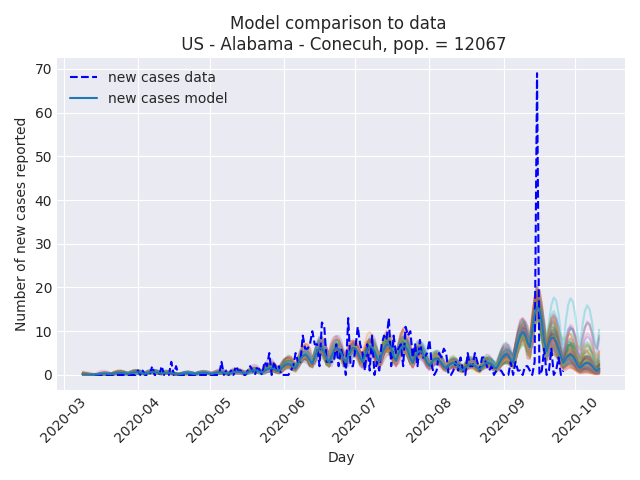 Model comparison to data
US - Alabama - Conecuh, pop. = 12067
new cases data
new cases model
Number of new cases reported
70
60
50
40
30
20
10
0
2020-03
2020-04
2020-05
2020-06
2020-07
2020-08
2020-09
2020-10
Day